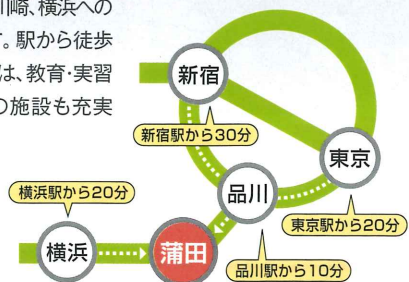 川崎、横浜への
。駅から徒歩
は、教育・実習
の施設も充実
新宿
新宿駅から30分
東京
品川
横浜駅から20分
東京駅から20分
横浜
蒲田
品川駅から10分